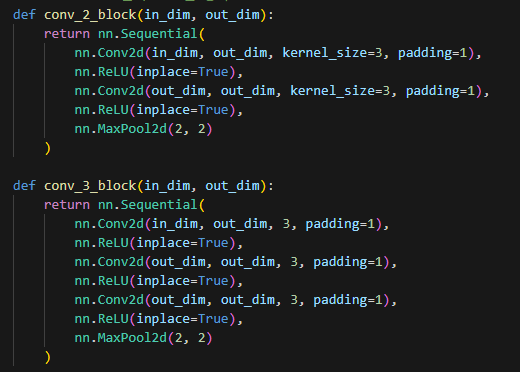 def conv_2_block(in_dim, out_dim):
    return nn.Sequential(
        nn.Conv2d(in_dim, out_dim, kernel_size=3, padding=1),
        nn.ReLU(inplace=True),
        nn.Conv2d(out_dim, out_dim, kernel_size=3, padding=1),
        nn.ReLU(inplace=True),
        nn.MaxPool2d(2, 2)
    )

def conv_3_block(in_dim, out_dim):
    return nn.Sequential(
        nn.Conv2d(in_dim, out_dim, 3, padding=1),
        nn.ReLU(inplace=True),
        nn.Conv2d(out_dim, out_dim, 3, padding=1),
        nn.ReLU(inplace=True),
        nn.Conv2d(out_dim, out_dim, 3, padding=1),
        nn.ReLU(inplace=True),
        nn.MaxPool2d(2, 2)
    )